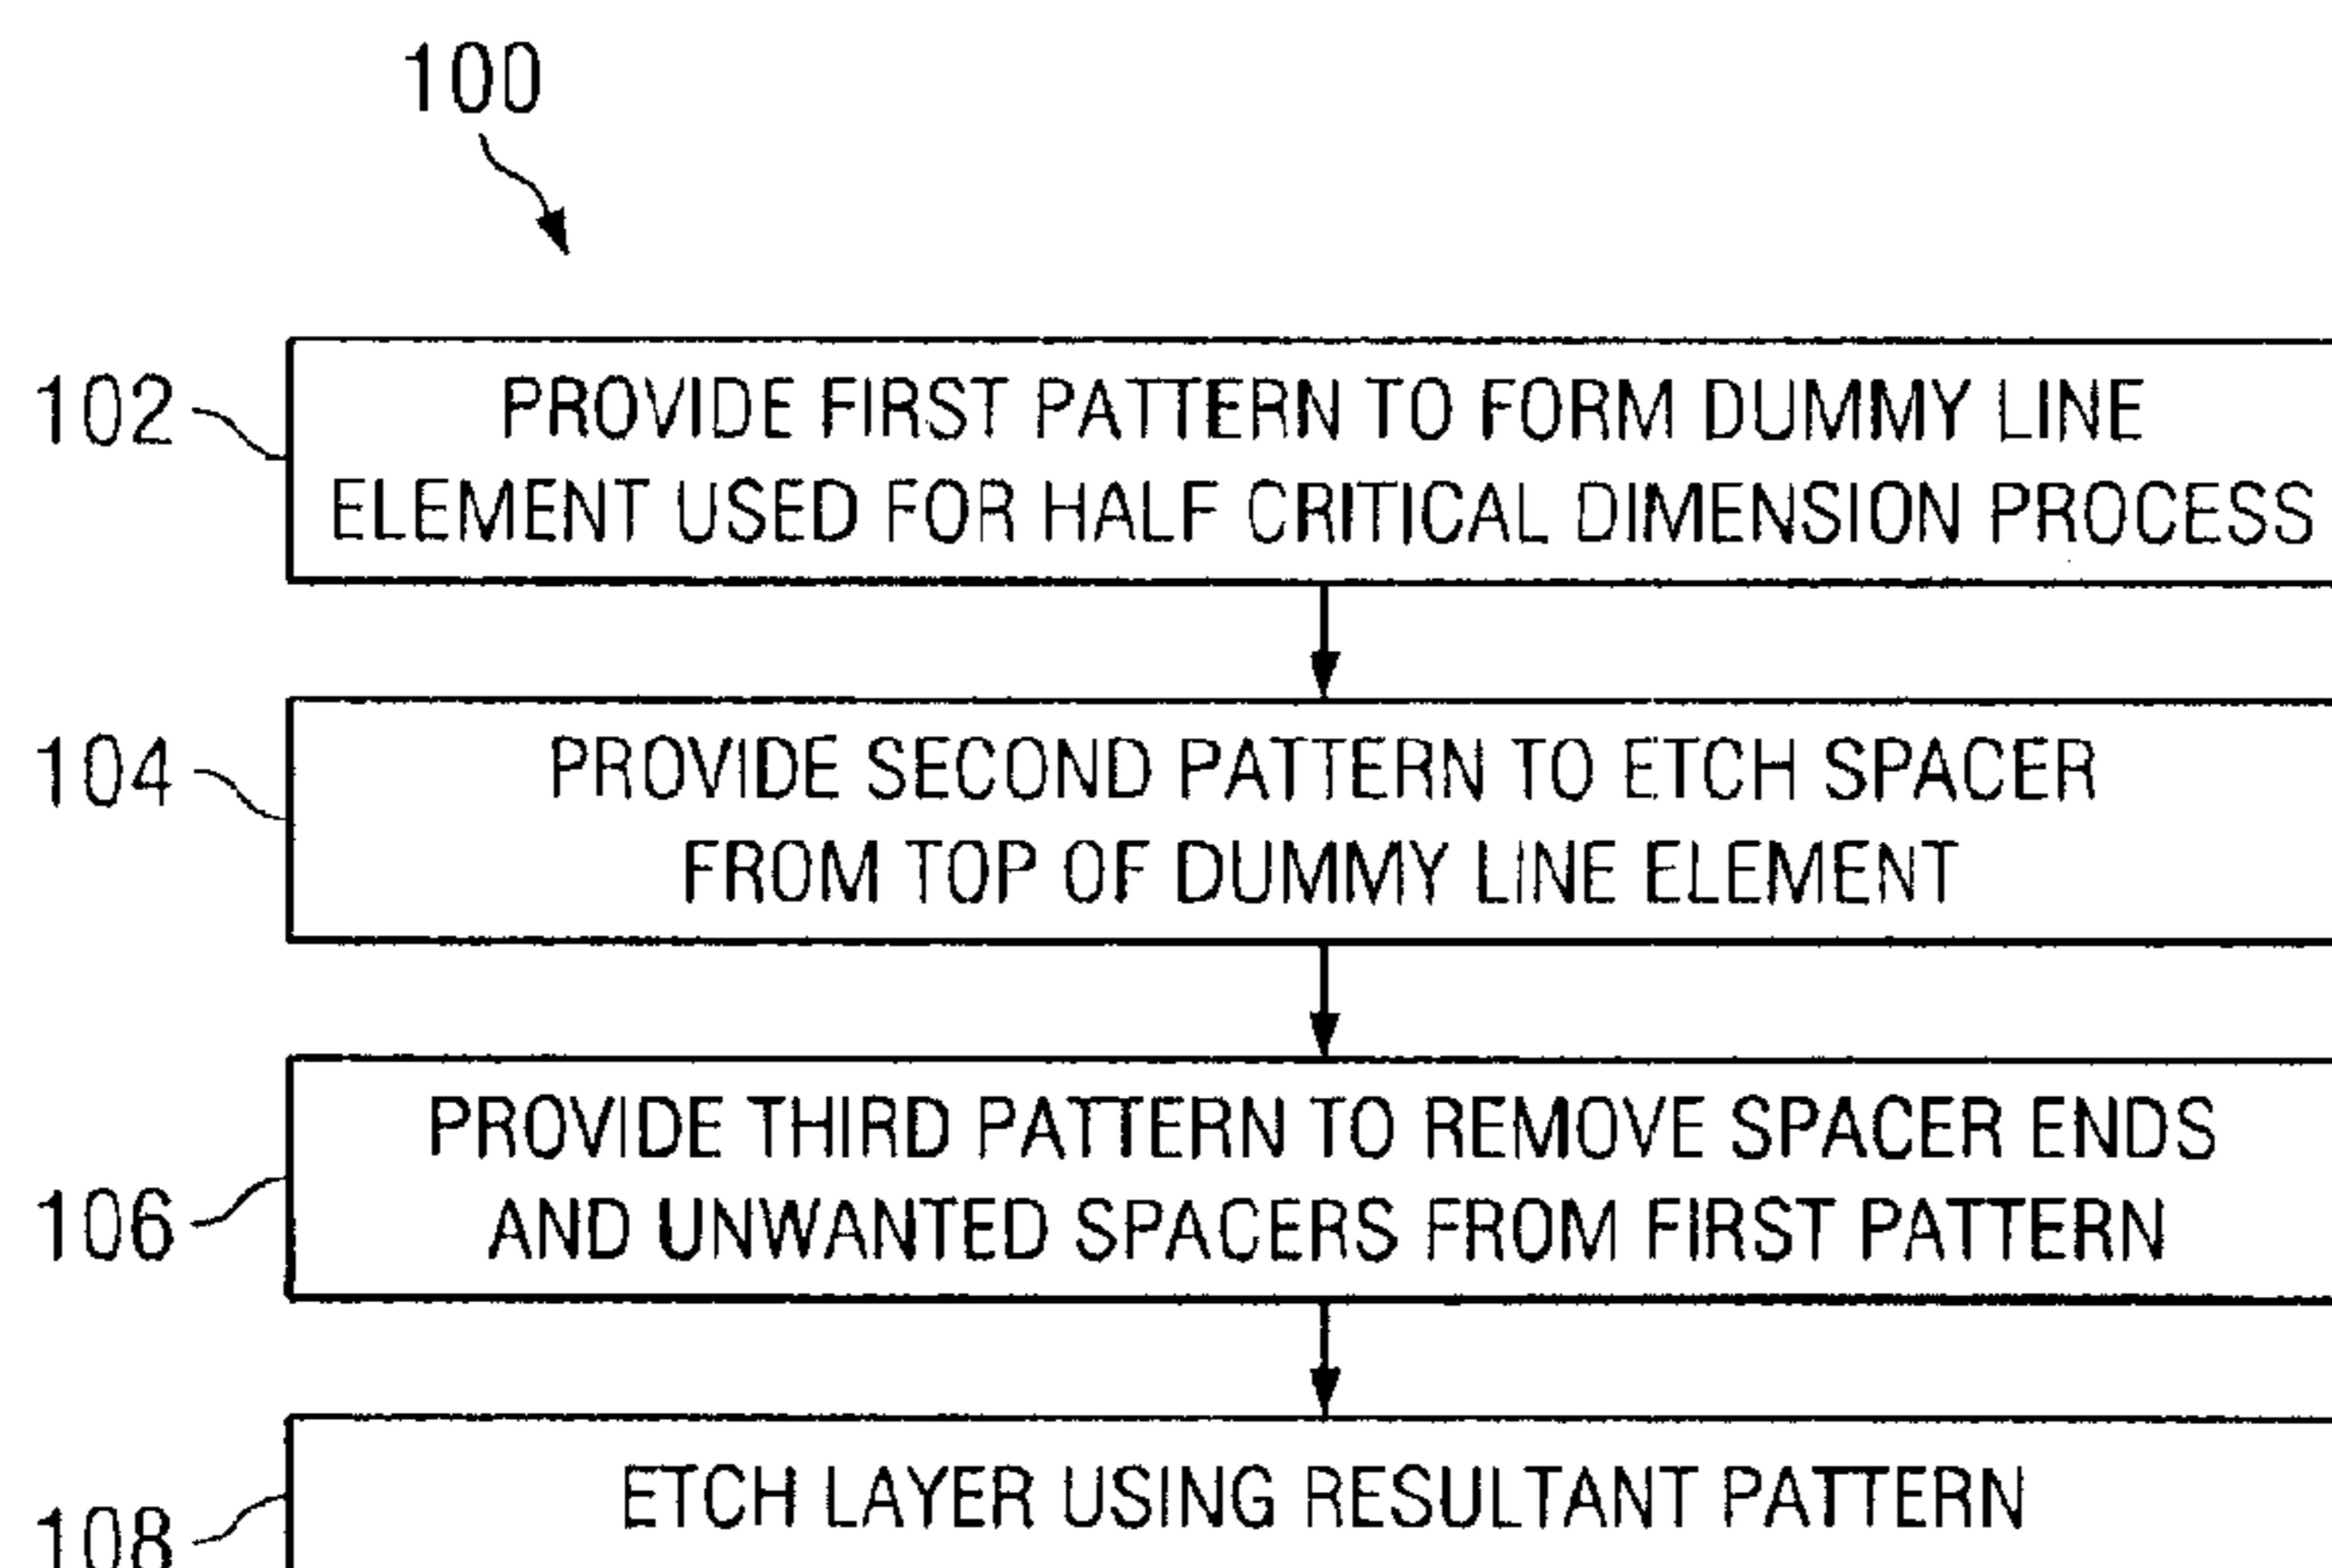 100
102
PROVIDE FIRST PATTERN TO FORM DUMMY LINE
ELEMENT USED FOR HALF CRITICAL DIMENSION PROCESS
104
PROVIDE SECOND PATTERN TO ETCH SPACER
FROM TOP OF DUMMY LINE ELEMENT
106
PROVIDE THIRD PATTERN TO REMOVE SPACER ENDS
AND UNWANTED SPACERS FROM FIRST PATTERN
108
ETCH LAYER USING RESULTANT PATTERN